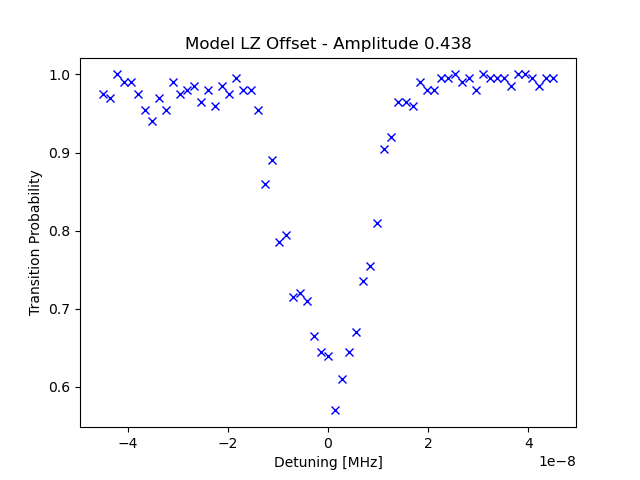 Model LZ Offset - Amplitude 0.438
Transition Probability
1.0
0.9
0.8
0.7
0.6
−4 −2 0 2 4
1e−8
Detuning [MHz]